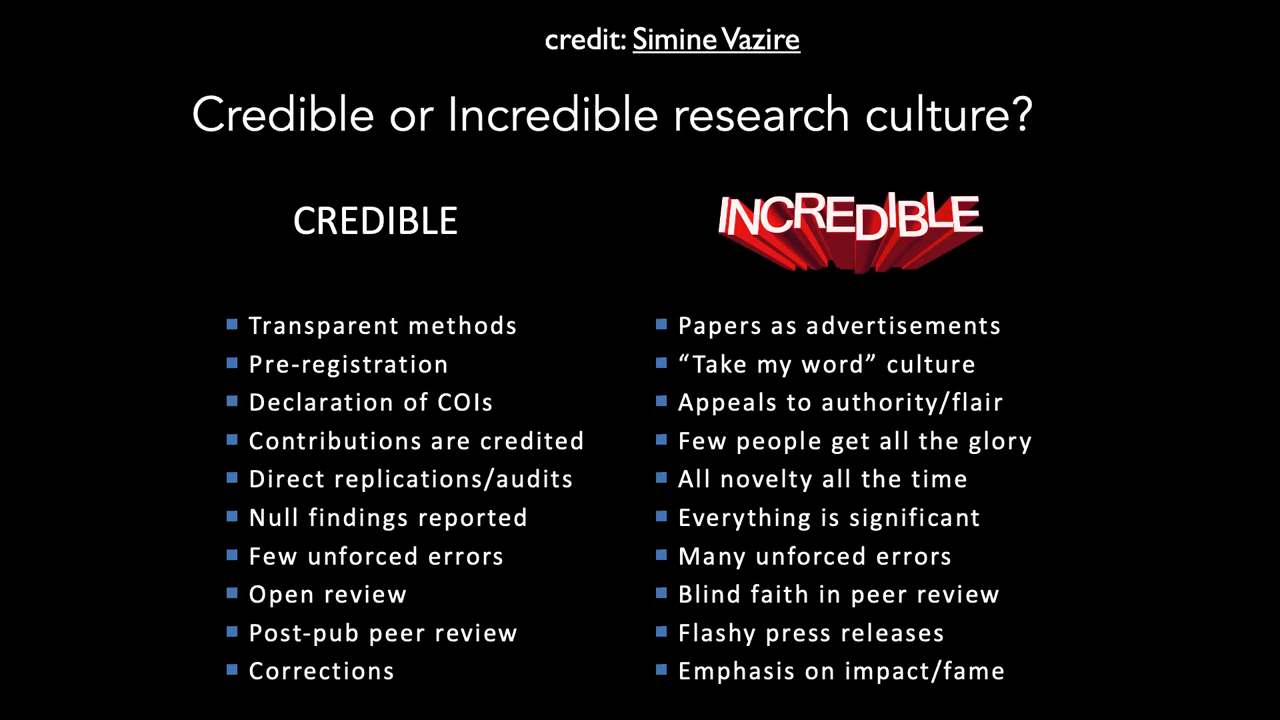 credit: Simine Vazire
Credible or Incredible research culture?
CREDIBLE
Transparent methods
Pre-registration
Declaration of COIs
Contributions are credited
Direct replications/audits
Null findings reported
Few unforced errors
Open review
Post-pub peer review
Corrections
INCREDIBLE
Papers as advertisements
“Take my word” culture
Appeals to authority/flair
Few people get all the glory
All novelty all the time
Everything is significant
Many unforced errors
Blind faith in peer review
Flashy press releases
Emphasis on impact/fame